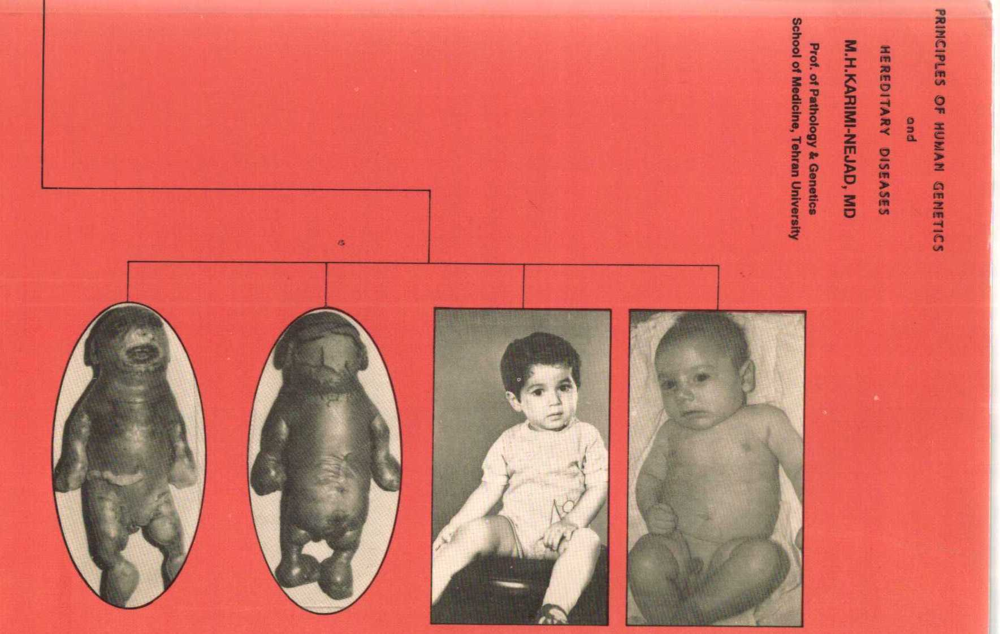 PRINCIPLES OF HUMAN GENETICS
and
HEREDITARY DISEASES
M.H.KARIMI-NEJAD, MD
Prof. of Pathology & Genetics
School of Medicine, Tehran University